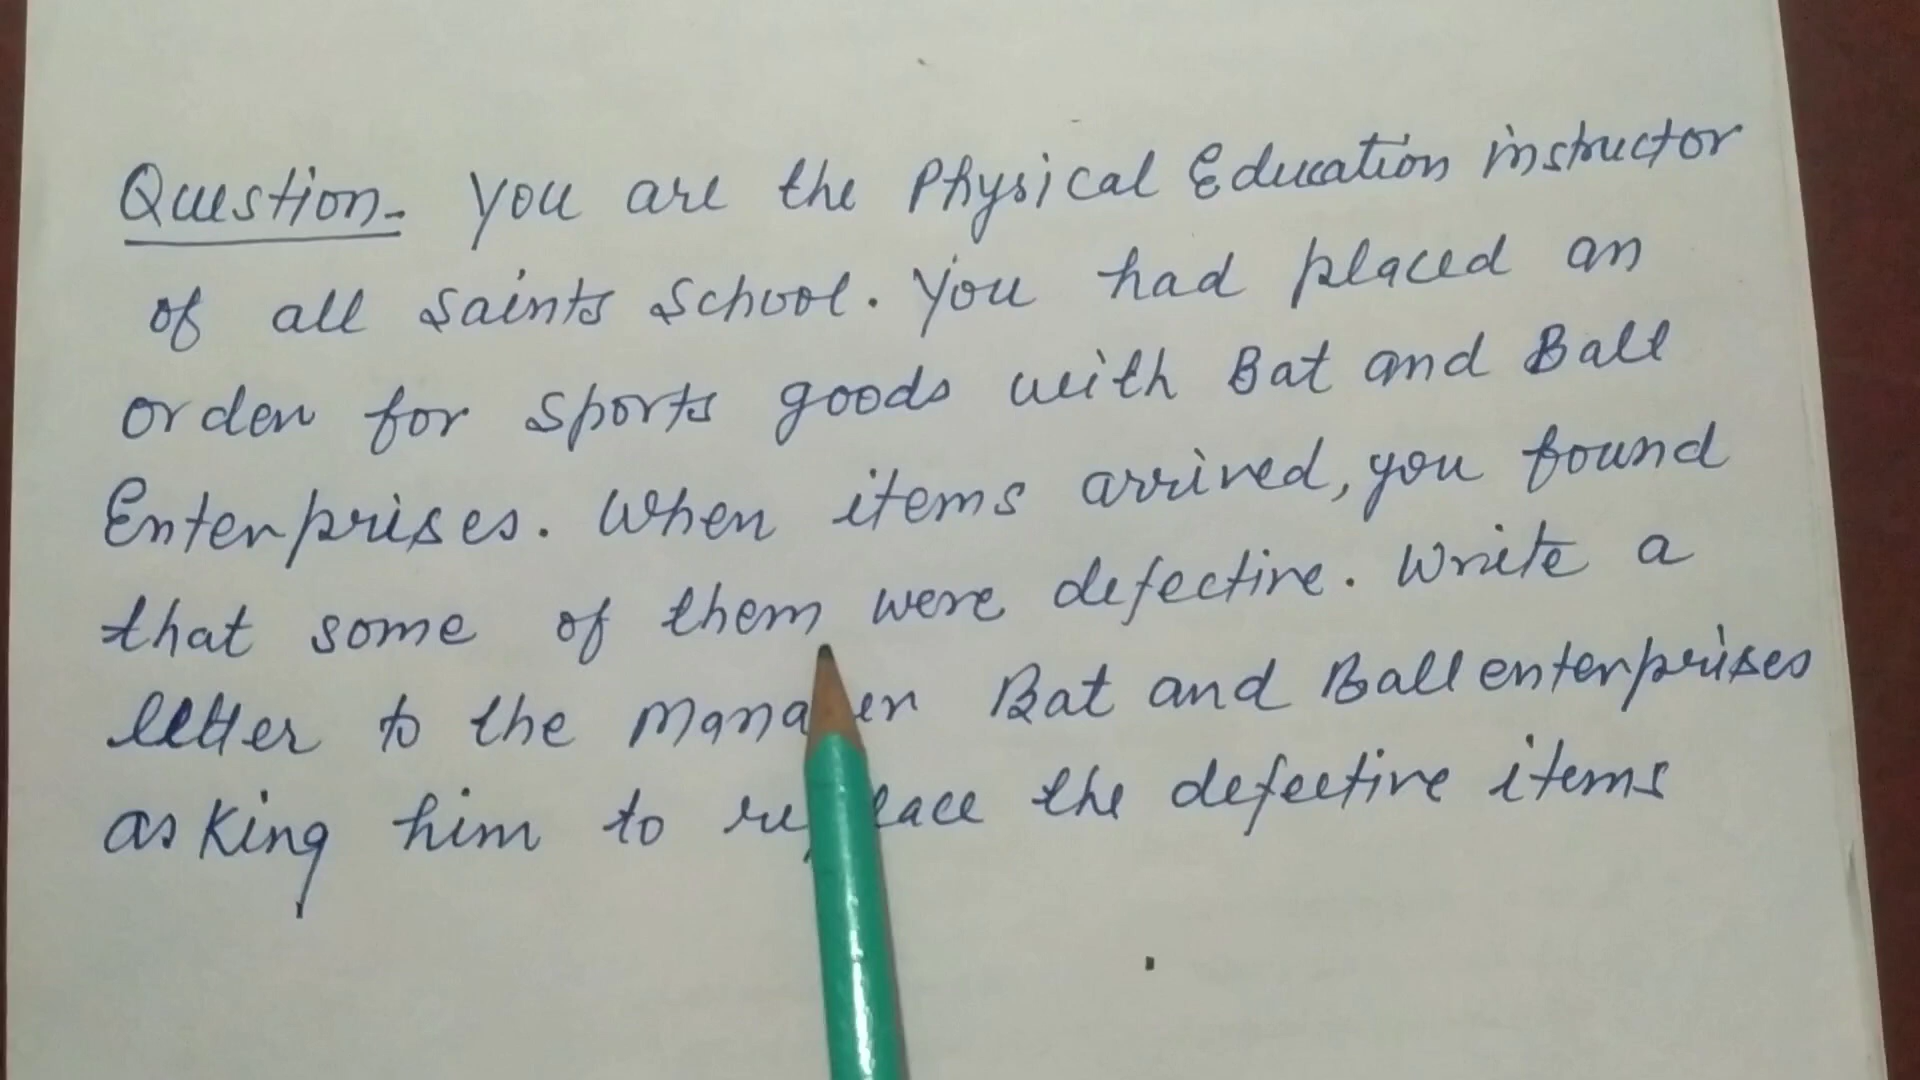 Question- You are the Physical Education instructor
of all Saints School. You had placed an
order for sports goods with Bat and Ball
Enterprises. When items arrived, you found
that some of them were defective. Write a
letter to the Manager Bat and Ball enterprises
asking him to replace the defective items